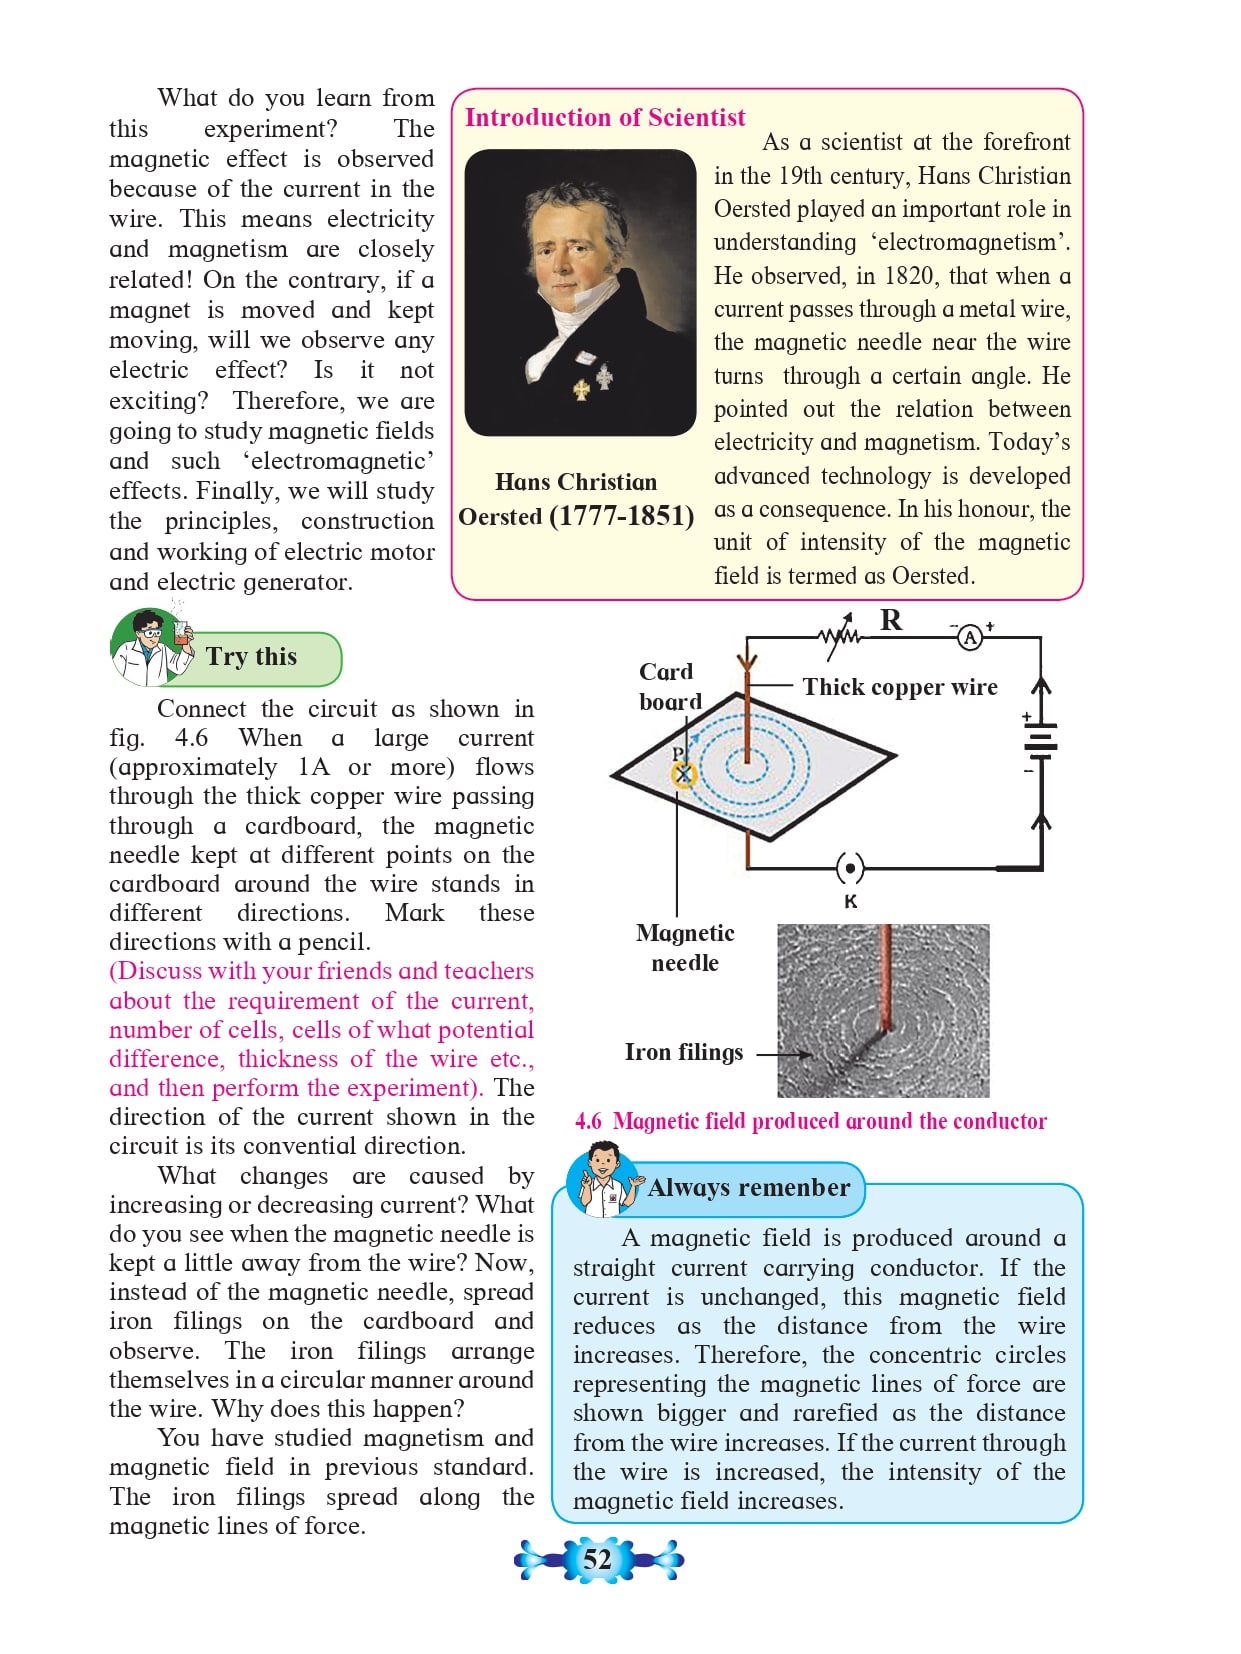 What do you learn from
this experiment? The
magnetic effect is observed
because of the current in the
wire. This means electricity
and magnetism are closely
related! On the contrary, if a
magnet is moved and kept
moving, will we observe any
electric effect? Is it not
exciting? Therefore, we are
going to study magnetic fields
and such ‘electromagnetic’
effects. Finally, we will study
the principles, construction
and working of electric motor
and electric generator.
Introduction of Scientist
Hans Christian
Oersted (1777-1851)
As a scientist at the forefront
in the 19th century, Hans Christian
Oersted played an important role in
understanding ‘electromagnetism’.
He observed, in 1820, that when a
current passes through a metal wire,
the magnetic needle near the wire
turns through a certain angle. He
pointed out the relation between
electricity and magnetism. Today’s
advanced technology is developed
as a consequence. In his honour, the
unit of intensity of the magnetic
field is termed as Oersted.
Try this
Connect the circuit as shown in
fig. 4.6 When a large current
(approximately 1A or more) flows
through the thick copper wire passing
through a cardboard, the magnetic
needle kept at different points on the
cardboard around the wire stands in
different directions. Mark these
directions with a pencil.
(Discuss with your friends and teachers
about the requirement of the current,
number of cells, cells of what potential
difference, thickness of the wire etc.,
and then perform the experiment). The
direction of the current shown in the
circuit is its convential direction.
What changes are caused by
increasing or decreasing current? What
do you see when the magnetic needle is
kept a little away from the wire? Now,
instead of the magnetic needle, spread
iron filings on the cardboard and
observe. The iron filings arrange
themselves in a circular manner around
the wire. Why does this happen?
You have studied magnetism and
magnetic field in previous standard.
The iron filings spread along the
magnetic lines of force.
R
- A +
Card
board
Thick copper wire
+
P
-
K
Magnetic
needle
Iron filings
4.6 Magnetic field produced around the conductor
Always remenber
A magnetic field is produced around a
straight current carrying conductor. If the
current is unchanged, this magnetic field
reduces as the distance from the wire
increases. Therefore, the concentric circles
representing the magnetic lines of force are
shown bigger and rarefied as the distance
from the wire increases. If the current through
the wire is increased, the intensity of the
magnetic field increases.
52